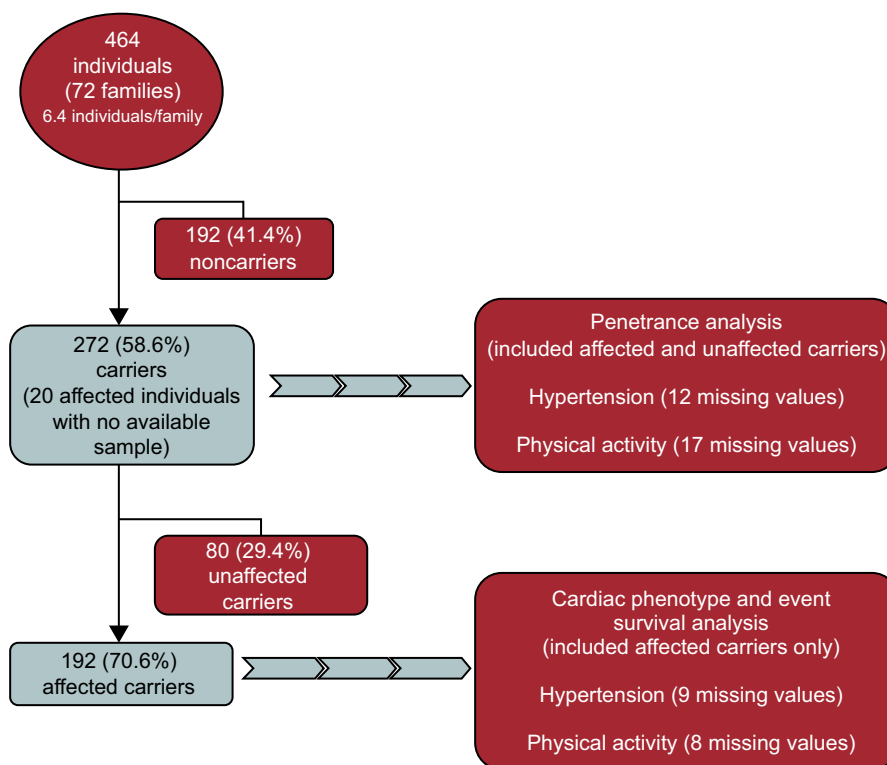 464
individuals
(72 families)
6.4 individuals/family
192 (41.4%)
noncarriers
272 (58.6%)
carriers
(20 affected individuals
with no available
sample)
Penetrance analysis
(included affected and unaffected carriers)
Hypertension (12 missing values)
Physical activity (17 missing values)
80 (29.4%)
unaffected
carriers
192 (70.6%)
affected carriers
Cardiac phenotype and event
survival analysis
(included affected carriers only)
Hypertension (9 missing values)
Physical activity (8 missing values)